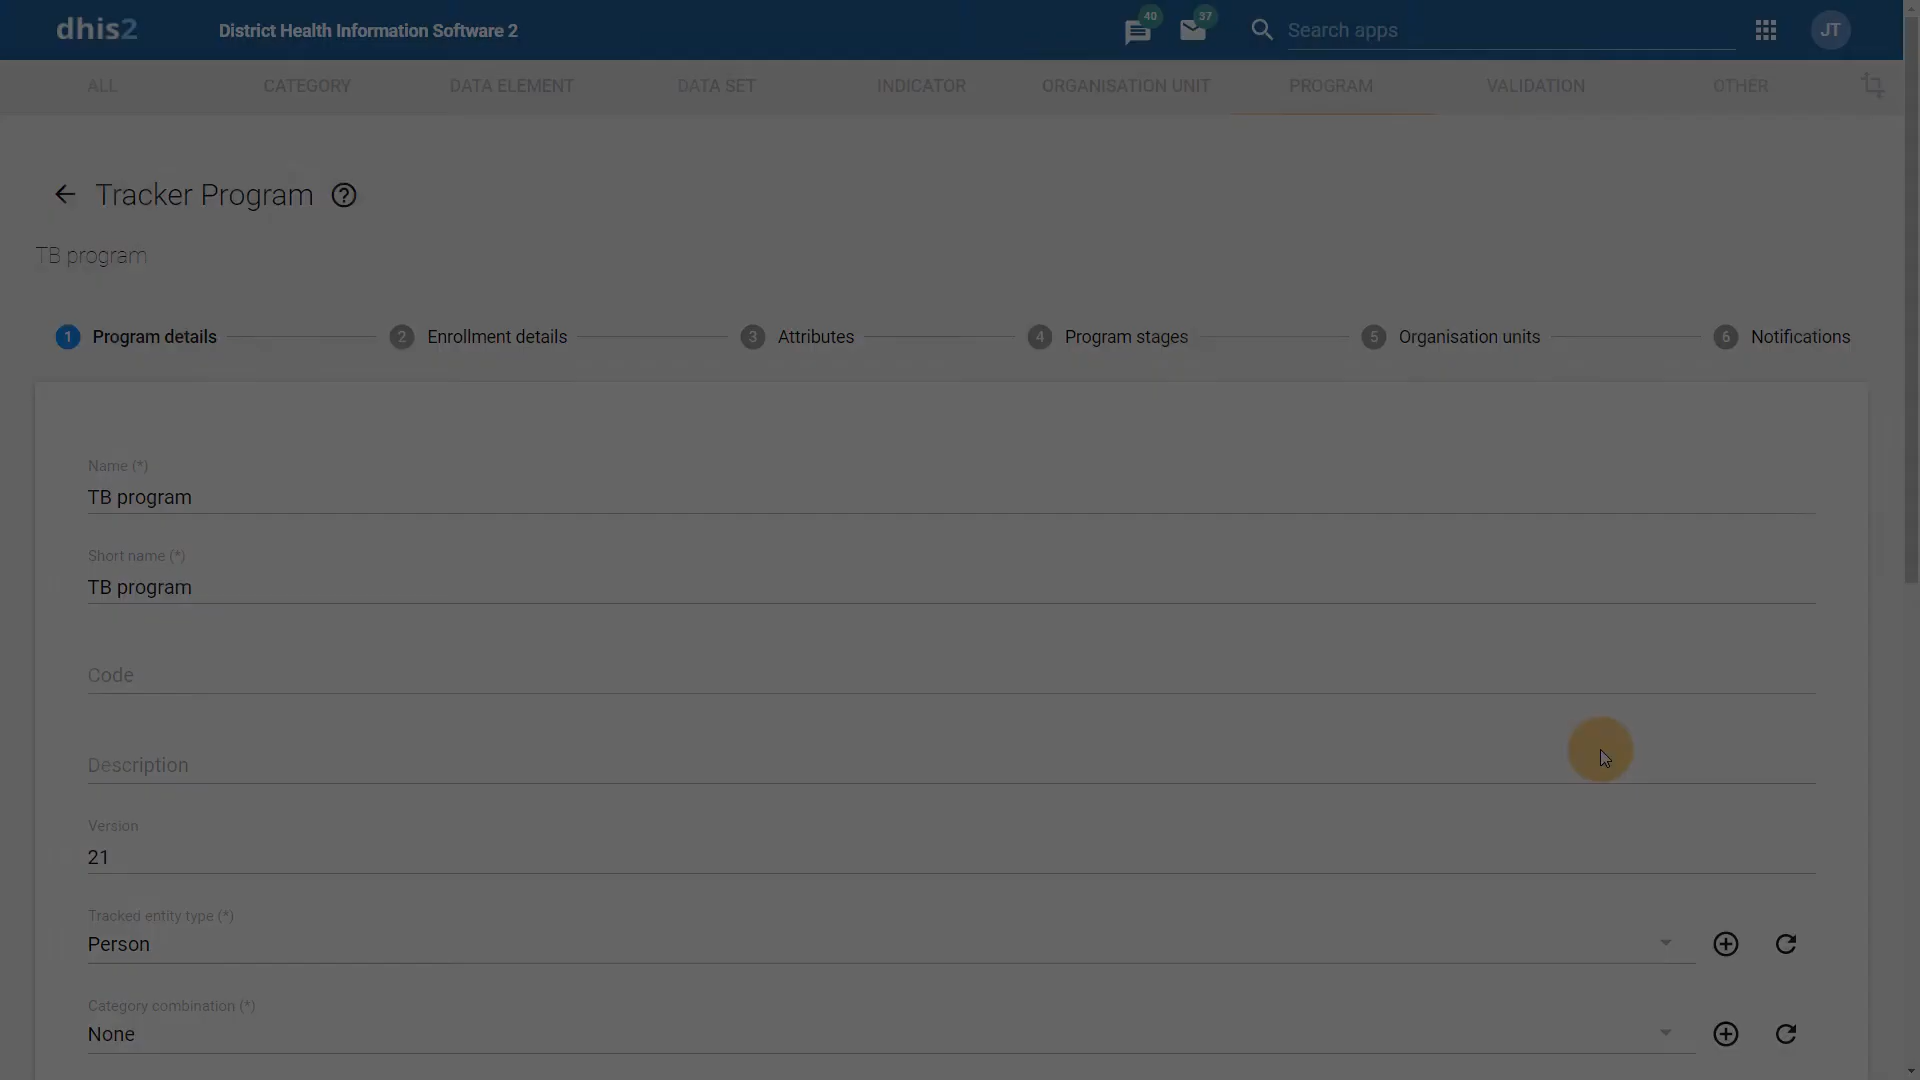 dhis2 District Health Information Software 2 40 37 Search apps JT
ALL CATEGORY DATA ELEMENT DATA SET INDICATOR ORGANISATION UNIT PROGRAM VALIDATION OTHER
Tracker Program
TB program
1 Program details 2 Enrollment details 3 Attributes 4 Program stages 5 Organisation units 6 Notifications
Name (*)
TB program
Short name (*)
TB program
Code
Description
Version
21
Tracked entity type (*)
Person
Category combination (*)
None